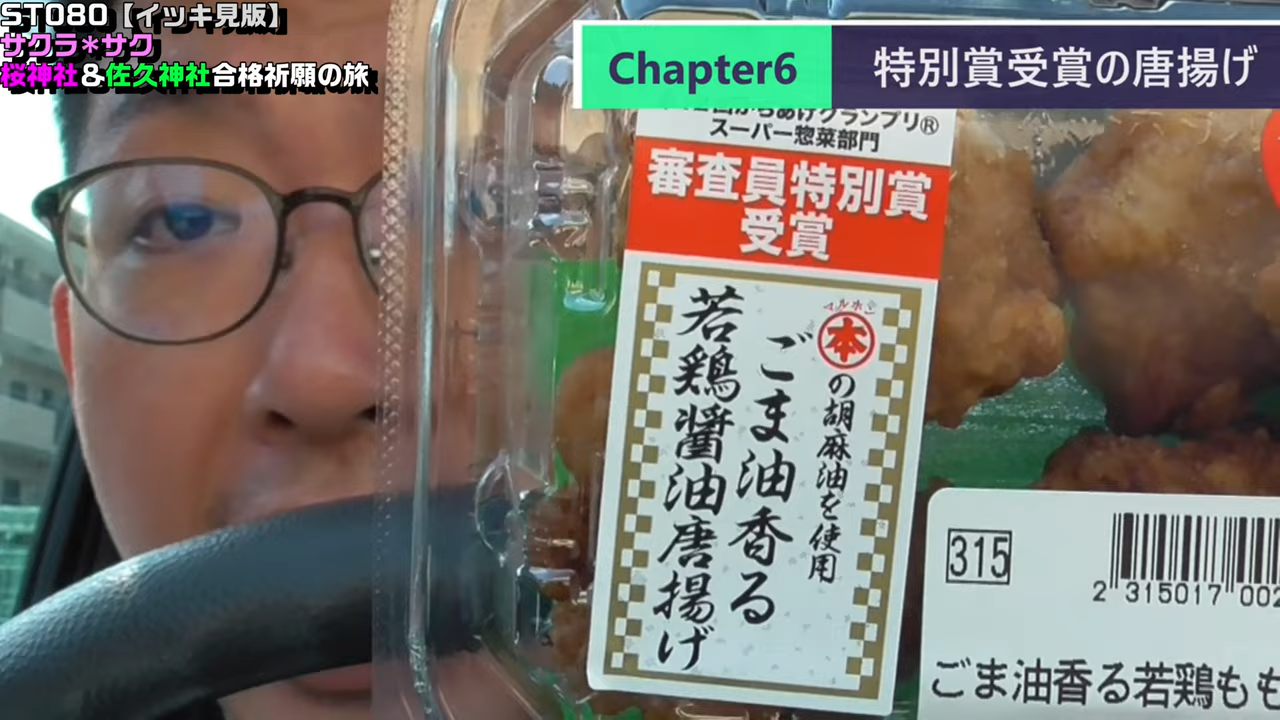 ST080【イッキ見版】
サクラ＊サク
桜神社＆佐久神社合格祈願の旅
Chapter6
特別賞受賞の唐揚げ
からあげグランプリ®
スーパー惣菜部門
審査員特別賞
受賞
マルホン
本の胡麻油を使用
ごま油香る
若鶏醤油唐揚げ
315
2 315017 002
ごま油香る若鶏もも